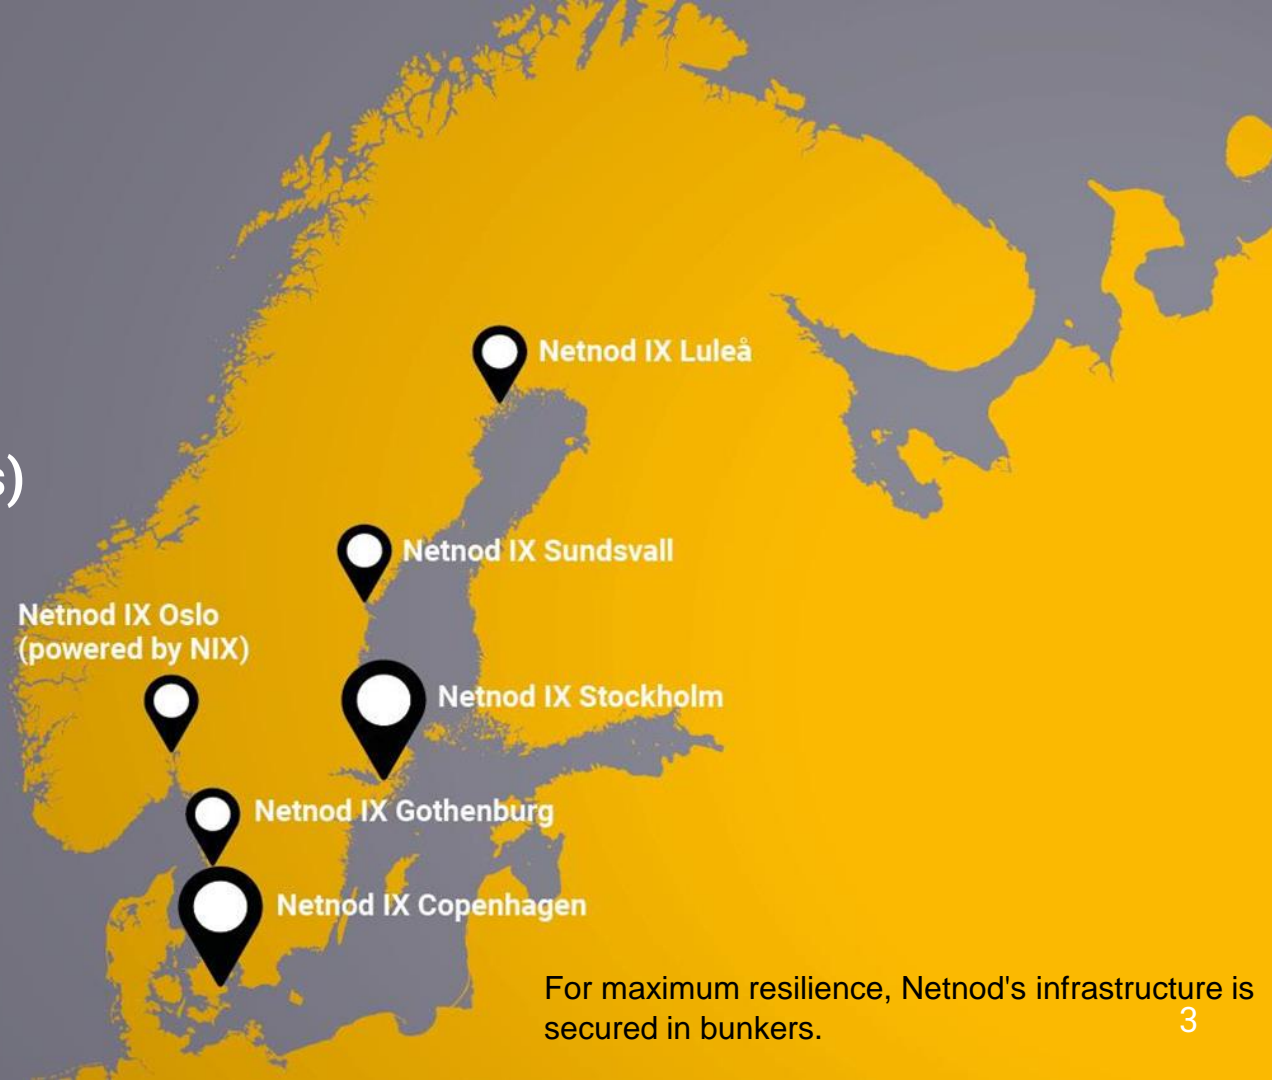 Netnod IX Luleå
s)
Netnod IX Sundsvall
Netnod IX Oslo
(powered by NIX)
Netnod IX Stockholm
Netnod IX Gothenburg
Netnod IX Copenhagen
For maximum resilience, Netnod's infrastructure is
secured in bunkers.
3